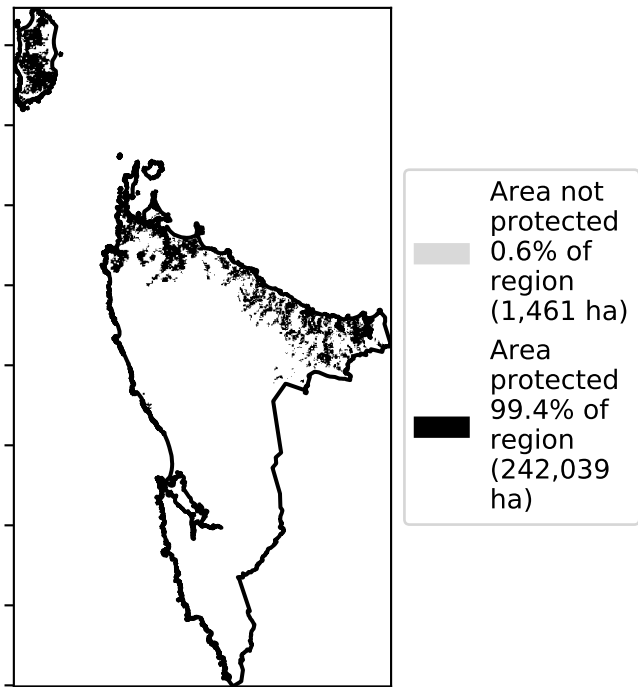 Area not
protected
0.6% of
region
(1,461 ha)
Area
protected
99.4% of
region
(242,039
ha)